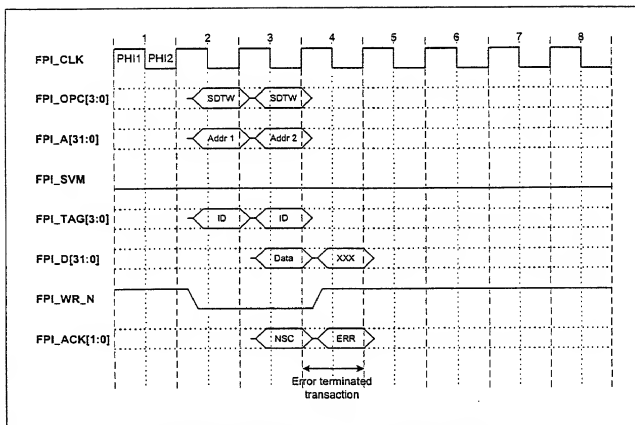 1 2 3 4 5 6 7 8
FPI_CLK PHI1 PHI2
FPI_OPC[3:0] SDTW SDTW
FPI_A[31:0] Addr 1 Addr 2
FPI_SVM
FPI_TAG[3:0] ID ID
FPI_D[31:0] Data XXX
FPI_WR_N
FPI_ACK[1:0] NSC ERR
Error terminated
transaction